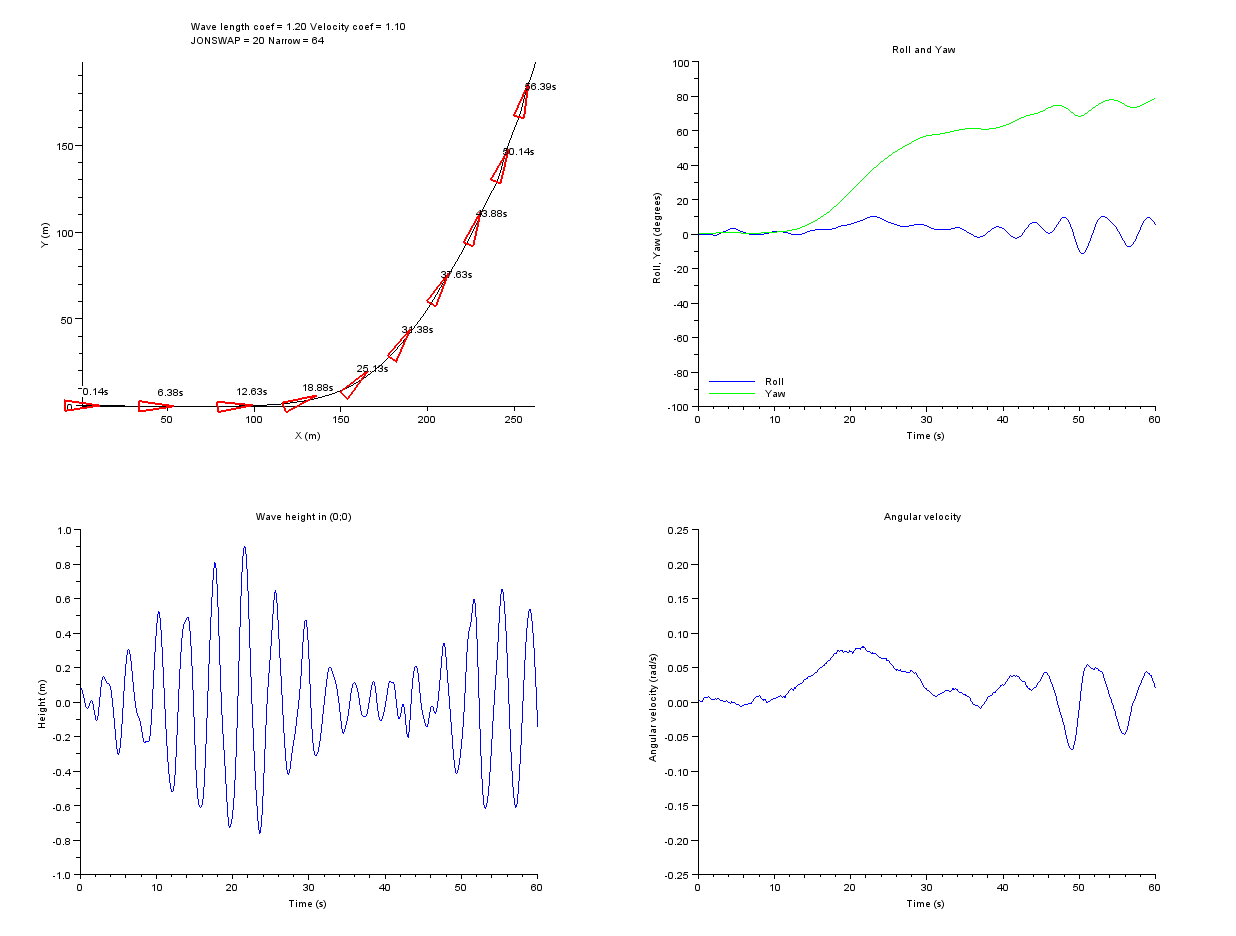 Wave length coef = 1.20 Velocity coef = 1.10
JONSWAP = 20 Narrow = 64
Y (m)
150
100
50
0
56.39s
50.14s
43.88s
37.63s
31.38s
25.13s
18.88s
12.63s
6.38s
0.14s
50
100
150
200
250
X (m)
Roll and Yaw
Roll, Yaw (degrees)
100
80
60
40
20
0
-20
-40
-60
-80
-100
Roll
Yaw
0
10
20
30
40
50
60
Time (s)
Wave height in (0;0)
Height (m)
1.0
0.8
0.6
0.4
0.2
0.0
-0.2
-0.4
-0.6
-0.8
-1.0
0
10
20
30
40
50
60
Time (s)
Angular velocity
Angular velocity (rad/s)
0.25
0.20
0.15
0.10
0.05
0.00
-0.05
-0.10
-0.15
-0.20
-0.25
0
10
20
30
40
50
60
Time (s)